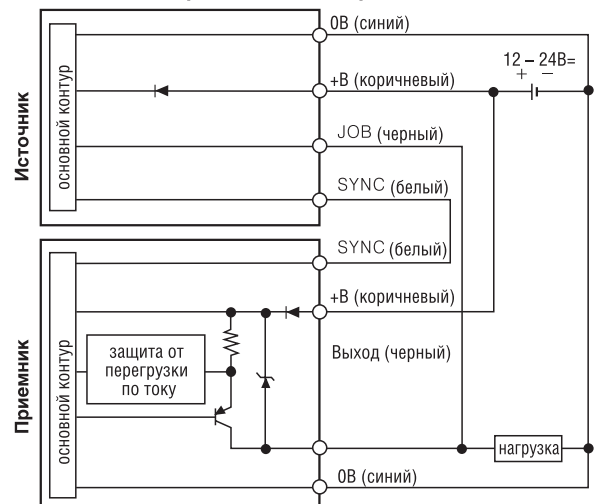 0В (синий)
12 – 24В=
+ −
+В (коричневый)
JOB (черный)
SYNC (белый)
Источник
основной контур
SYNC (белый)
+В (коричневый)
Выход (черный)
защита от
перегрузки
по току
нагрузка
0В (синий)
Приемник
основной контур